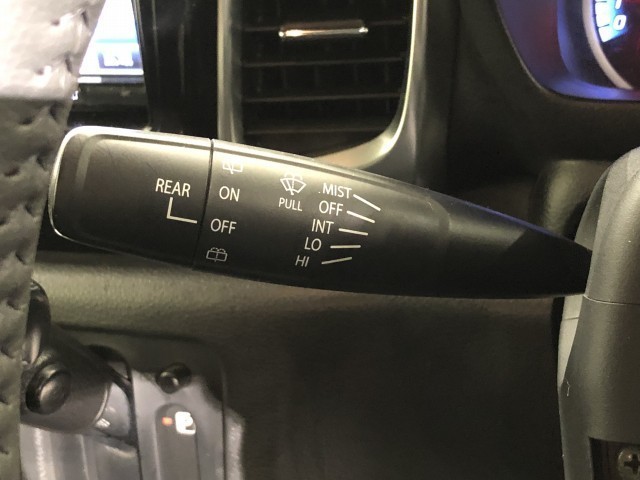 REAR
ON
OFF
PULL
MIST
OFF
INT
LO
HI